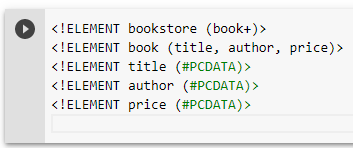 <!ELEMENT bookstore (book+)>
<!ELEMENT book (title, author, price)>
<!ELEMENT title (#PCDATA)>
<!ELEMENT author (#PCDATA)>
<!ELEMENT price (#PCDATA)>